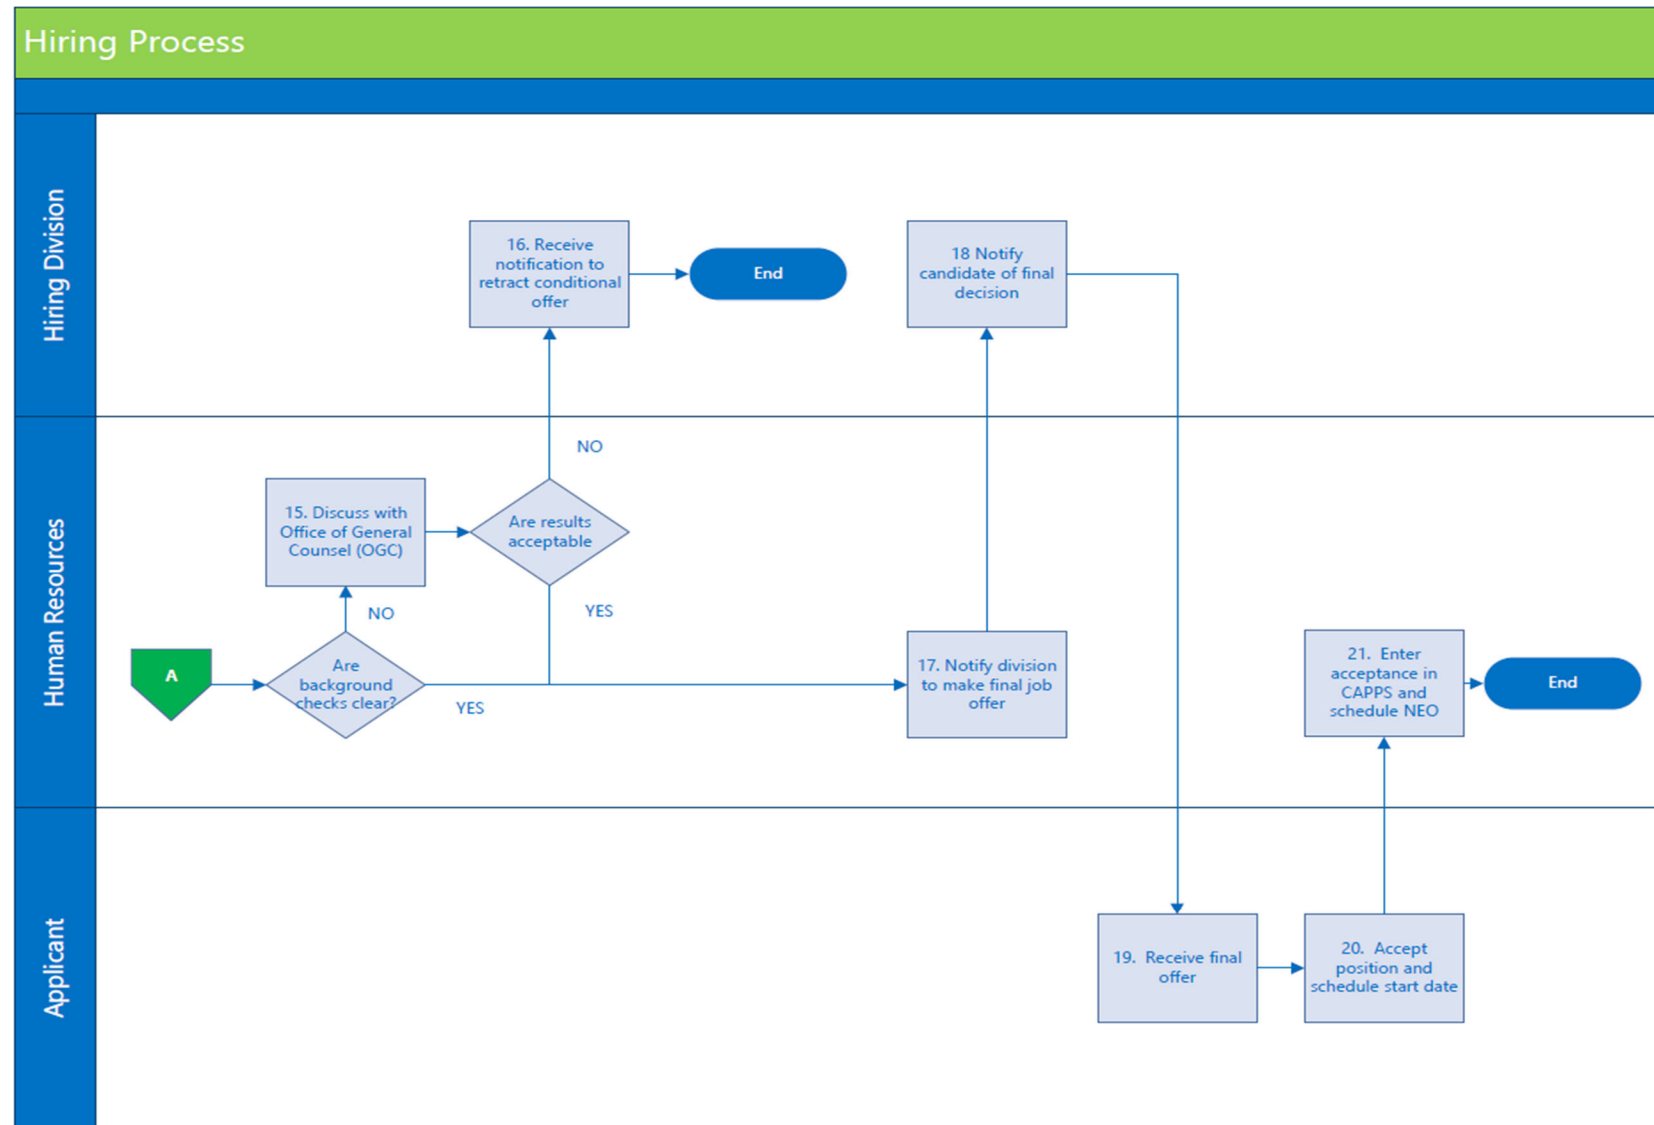 Hiring Process
Hiring Division
16. Receive
notification to
retract conditional
offer
End
18 Notify
candidate of final
decision
Human Resources
NO
15. Discuss with
Office of General
Counsel (OGC)
Are results
acceptable
NO
YES
A
Are
background
checks clear?
YES
17. Notify division
to make final job
offer
21. Enter
acceptance in
CAPPS and
schedule NEO
End
Applicant
19. Receive final
offer
20. Accept
position and
schedule start date